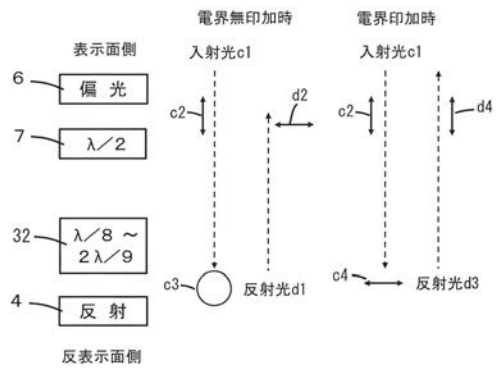 電界無印加時
電界印加時
表示面側
入射光c1
入射光c1
6
偏光
c2
d2
c2
d4
7
λ/2
32
λ/8 ~
2λ/9
c3
反射光d1
c4
反射光d3
4
反射
反表示面側